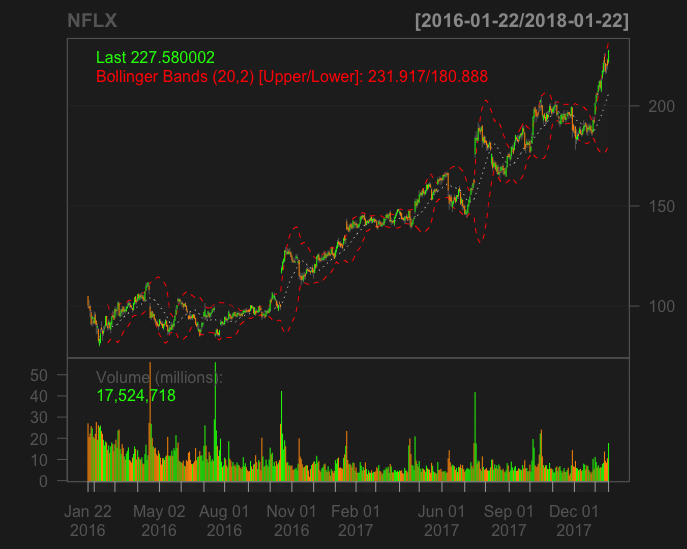 NFLX [2016-01-22/2018-01-22]
Last 227.580002
Bollinger Bands (20,2) [Upper/Lower]: 231.917/180.888
200
150
100
Volume (millions):
17,524,718
50
40
30
20
10
0
Jan 22 May 02 Aug 01 Nov 01 Feb 01 Jun 01 Sep 01 Dec 01
2016 2016 2016 2016 2017 2017 2017 2017